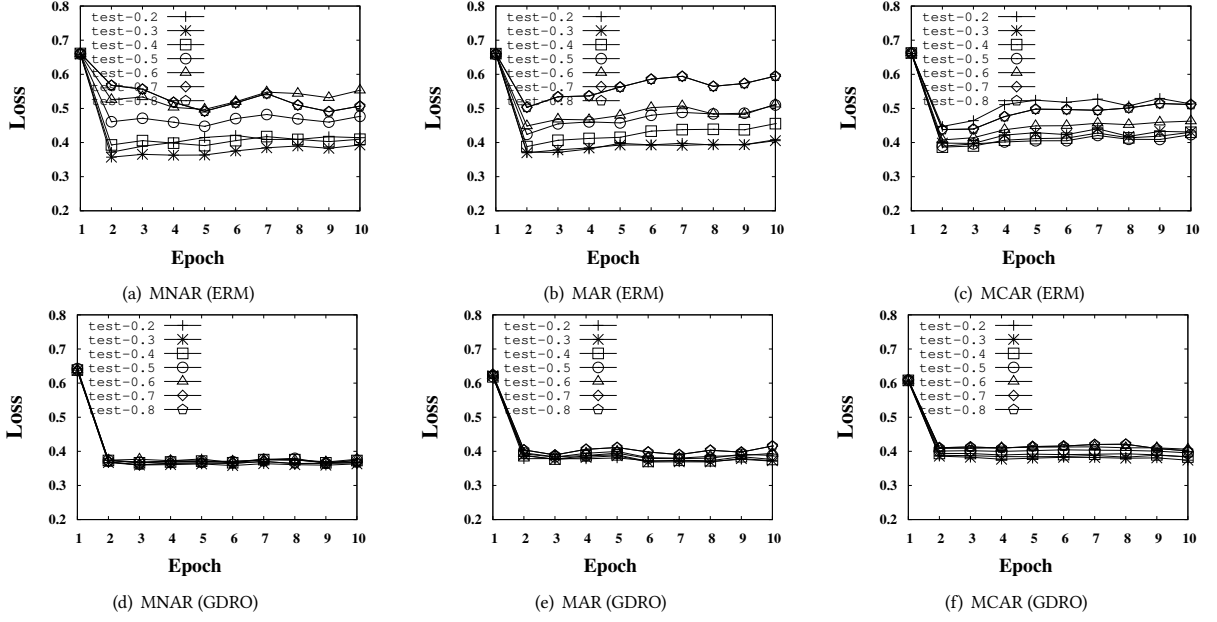 0.8
0.7
0.6
0.5
0.4
0.3
0.2
Loss
test-0.2
test-0.3
test-0.4
test-0.5
test-0.6
test-0.7
test-0.8
1 2 3 4 5 6 7 8 9 10
Epoch
(a) MNAR (ERM)
0.8
0.7
0.6
0.5
0.4
0.3
0.2
Loss
test-0.2
test-0.3
test-0.4
test-0.5
test-0.6
test-0.7
test-0.8
1 2 3 4 5 6 7 8 9 10
Epoch
(b) MAR (ERM)
0.8
0.7
0.6
0.5
0.4
0.3
0.2
Loss
test-0.2
test-0.3
test-0.4
test-0.5
test-0.6
test-0.7
test-0.8
1 2 3 4 5 6 7 8 9 10
Epoch
(c) MCAR (ERM)
0.8
0.7
0.6
0.5
0.4
0.3
0.2
Loss
test-0.2
test-0.3
test-0.4
test-0.5
test-0.6
test-0.7
test-0.8
1 2 3 4 5 6 7 8 9 10
Epoch
(d) MNAR (GDRO)
0.8
0.7
0.6
0.5
0.4
0.3
0.2
Loss
test-0.2
test-0.3
test-0.4
test-0.5
test-0.6
test-0.7
test-0.8
1 2 3 4 5 6 7 8 9 10
Epoch
(e) MAR (GDRO)
0.8
0.7
0.6
0.5
0.4
0.3
0.2
Loss
test-0.2
test-0.3
test-0.4
test-0.5
test-0.6
test-0.7
test-0.8
1 2 3 4 5 6 7 8 9 10
Epoch
(f) MCAR (GDRO)